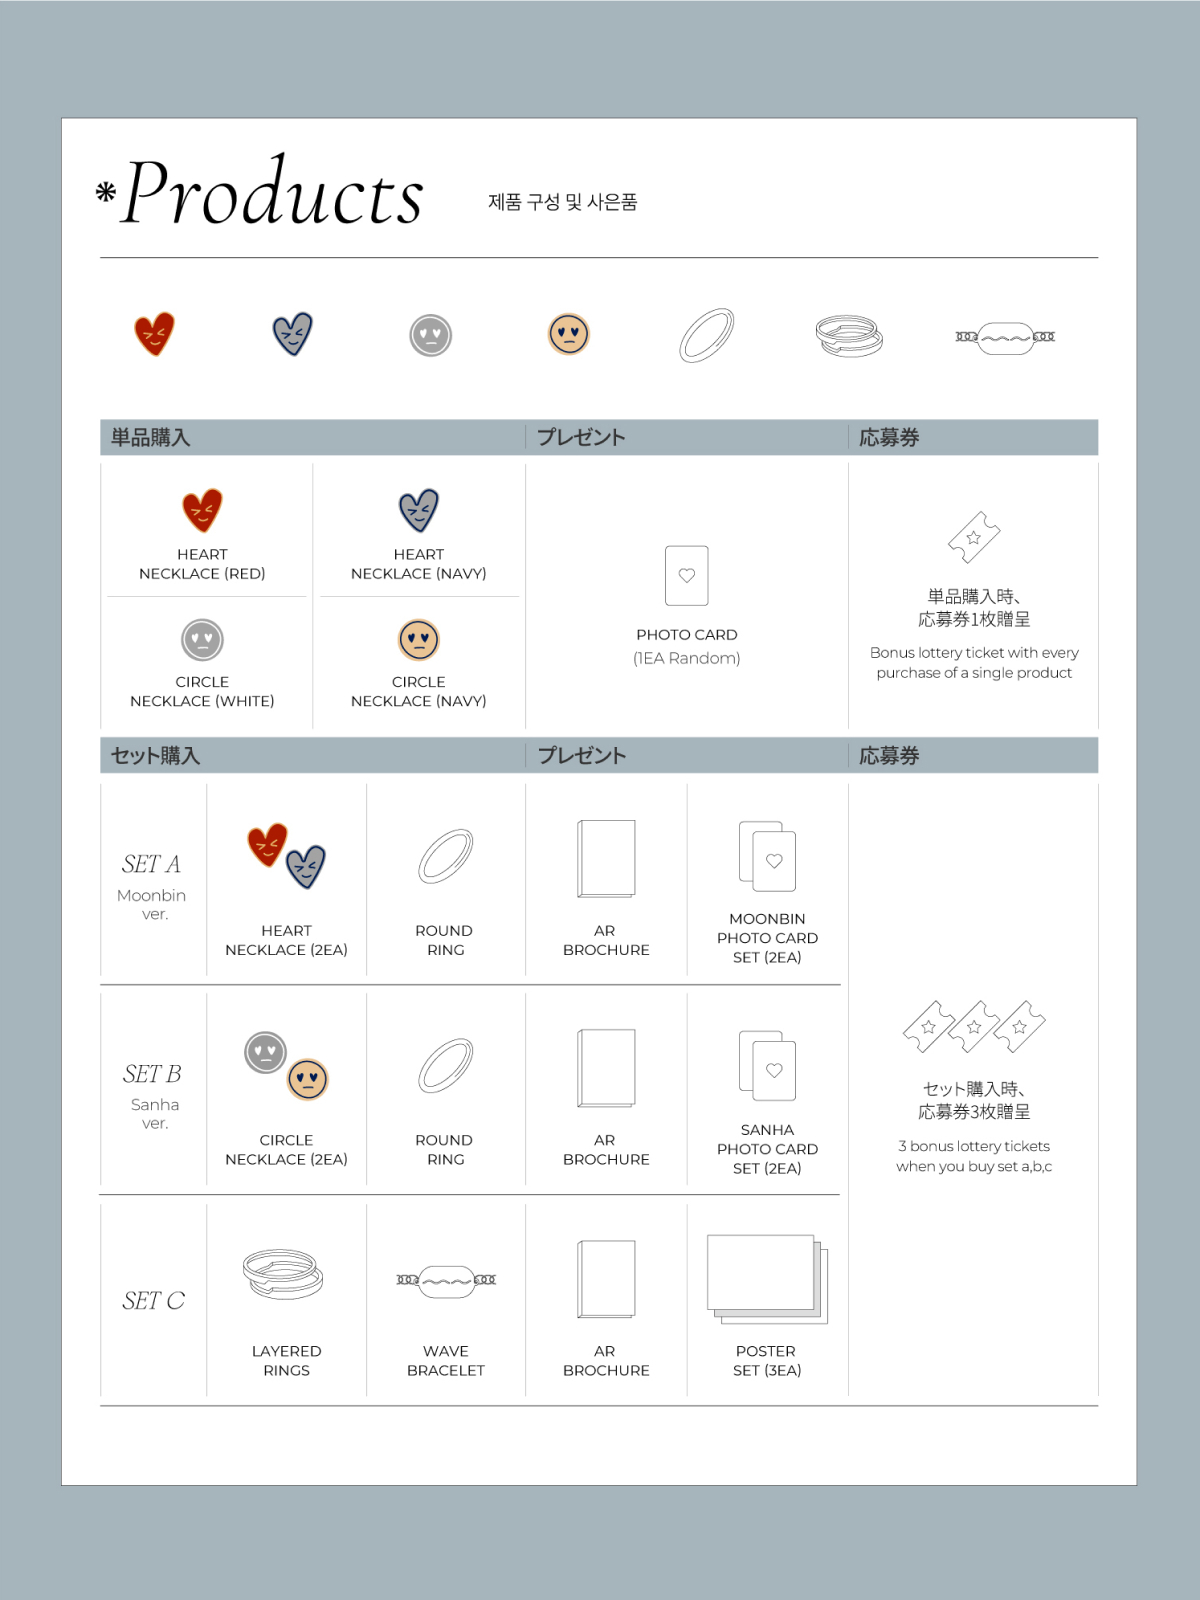 *Products
제품 구성 및 사은품
単品購入
プレゼント
応募券
HEART
NECKLACE (RED)
HEART
NECKLACE (NAVY)
CIRCLE
NECKLACE (WHITE)
CIRCLE
NECKLACE (NAVY)
PHOTO CARD
(1EA Random)
単品購入時、
応募券1枚贈呈
Bonus lottery ticket with every
purchase of a single product
セット購入
プレゼント
応募券
SET A
Moonbin
ver.
HEART
NECKLACE (2EA)
ROUND
RING
AR
BROCHURE
MOONBIN
PHOTO CARD
SET (2EA)
SET B
Sanha
ver.
CIRCLE
NECKLACE (2EA)
ROUND
RING
AR
BROCHURE
SANHA
PHOTO CARD
SET (2EA)
SET C
LAYERED
RINGS
WAVE
BRACELET
AR
BROCHURE
POSTER
SET (3EA)
セット購入時、
応募券3枚贈呈
3 bonus lottery tickets
when you buy set a,b,c